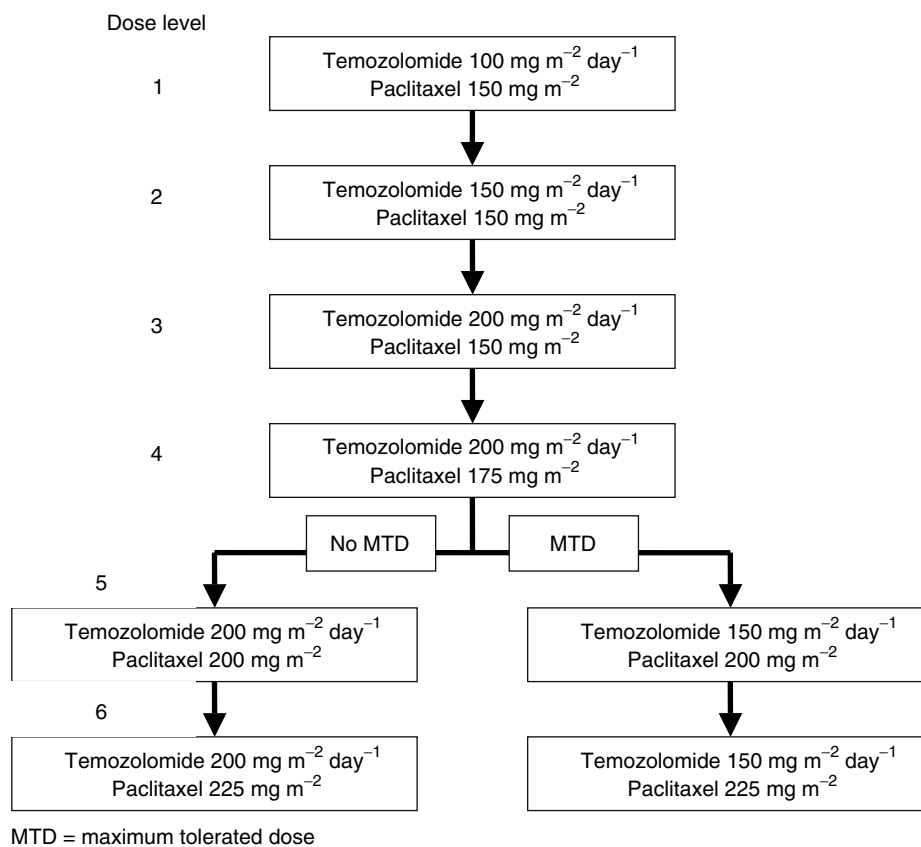 Dose level
1
Temozolomide 100 mg m⁻² day⁻¹
Paclitaxel 150 mg m⁻²
2
Temozolomide 150 mg m⁻² day⁻¹
Paclitaxel 150 mg m⁻²
3
Temozolomide 200 mg m⁻² day⁻¹
Paclitaxel 150 mg m⁻²
4
Temozolomide 200 mg m⁻² day⁻¹
Paclitaxel 175 mg m⁻²
No MTD
MTD
5
Temozolomide 200 mg m⁻² day⁻¹
Paclitaxel 200 mg m⁻²
Temozolomide 150 mg m⁻² day⁻¹
Paclitaxel 200 mg m⁻²
6
Temozolomide 200 mg m⁻² day⁻¹
Paclitaxel 225 mg m⁻²
Temozolomide 150 mg m⁻² day⁻¹
Paclitaxel 225 mg m⁻²
MTD = maximum tolerated dose